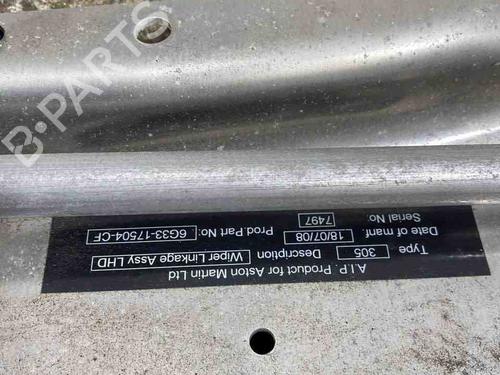 A.I.P. Product for Aston Martin Ltd
Type 305 Description Wiper Linkage Assy LHD
Date of mant. 18/07/08 Prod.Part No: 6G33-17504-CF
Serial No: 7497
B-PARTS